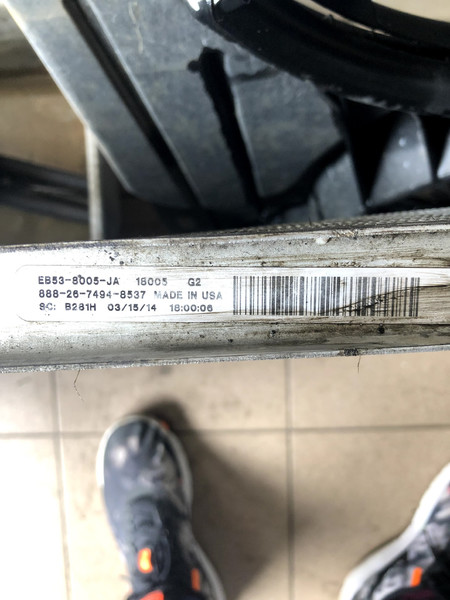 EB53-8005-JA 18005 G2
888-26-7494-8537 MADE IN USA
SC: B281H 03/15/14 18:00:06